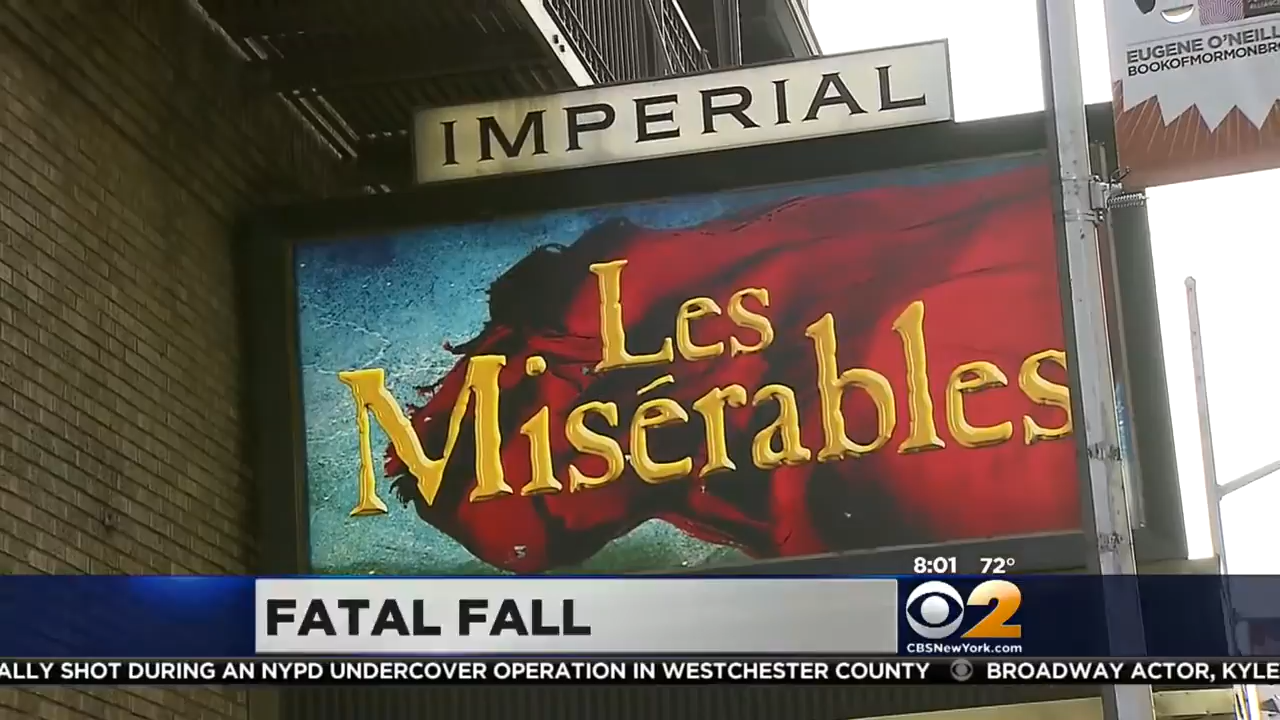 EUGENE O'NEILL
BOOKOFMORMONBR
IMPERIAL
Les
Misérables
8:01 72°
2
FATAL FALL
CBSNewYork.com
ALLY SHOT DURING AN NYPD UNDERCOVER OPERATION IN WESTCHESTER COUNTY BROADWAY ACTOR, KYLE